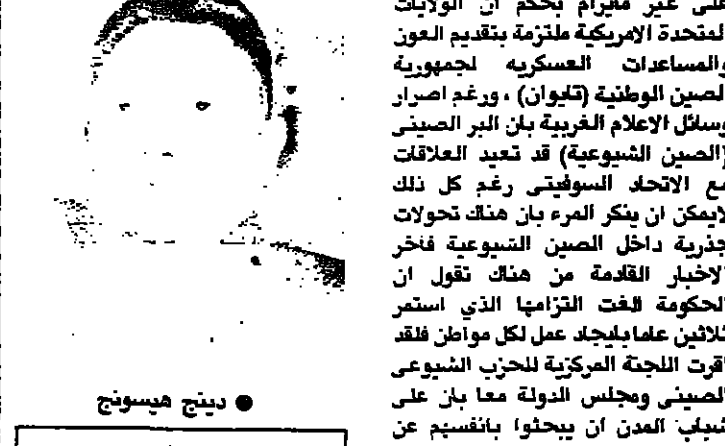 على غير مايرام بحكم ان الولايات
المتحدة الامريكية ملتزمة بتقديم العون
والمساعدات العسكريه لجمهورية
الصين الوطنية (تايوان) ، ورغم اصرار
وسائل الاعلام الغربية بان البر الصينى
(الصين الشيوعية) قد تعيد العلاقات
مع الاتحاد السوفيتى رغم كل ذلك
لايمكن ان ينكر المرء بان هناك تحولات
جذرية داخل الصين الشيوعية فاخر
الاخبار القادمة من هناك تقول ان
الحكومة الغت التزامها الذي استمر
ثلاثين عاما بايجاد عمل لكل مواطن فلقد
اقرت اللجنة المركزية للحزب الشيوعى
الصينى ومجلس الدولة معا بان على
شباب المدن ان يبحثوا بانفسهم عن
● دينج هيسونج